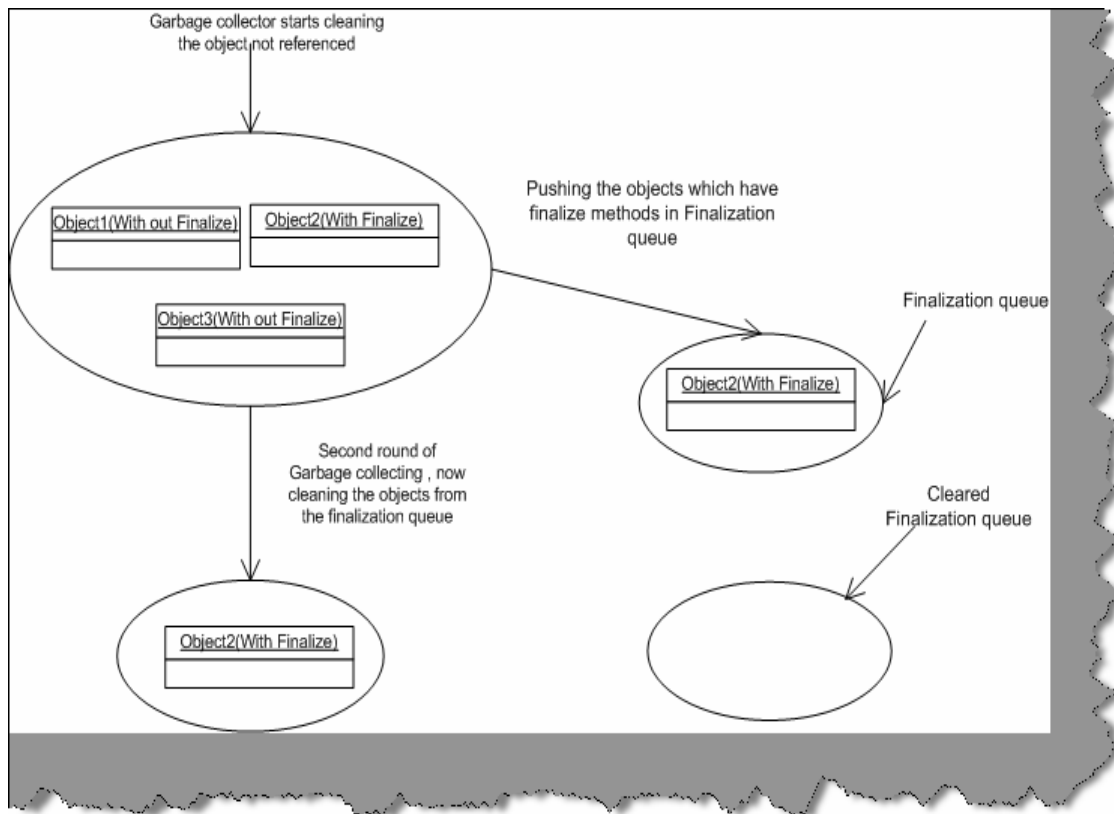 Garbage collector starts cleaning
the object not referenced
Object1(With out Finalize)
Object2(With Finalize)
Object3(With out Finalize)
Pushing the objects which have
finalize methods in Finalization
queue
Finalization queue
Object2(With Finalize)
Second round of
Garbage collecting , now
cleaning the objects from
the finalization queue
Cleared
Finalization queue
Object2(With Finalize)